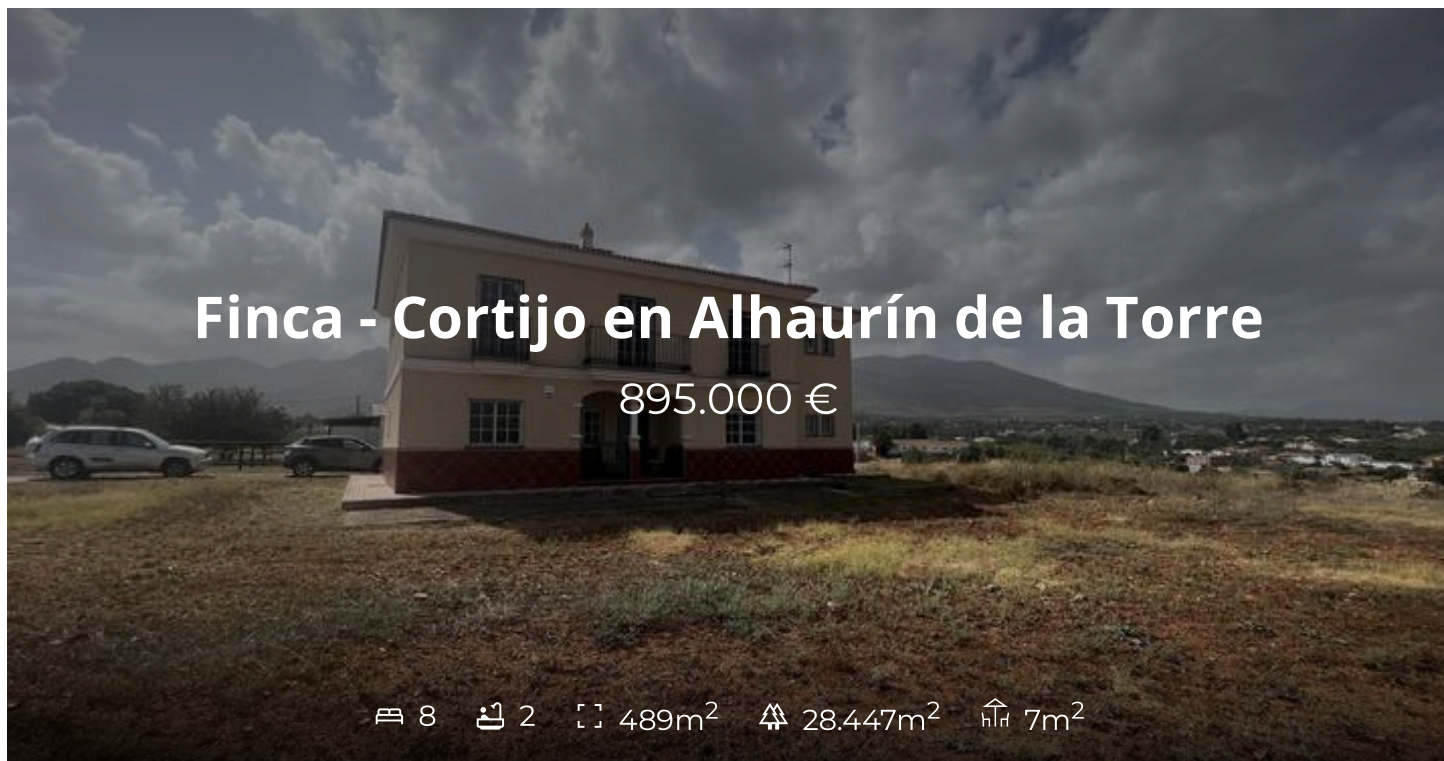 Finca - Cortijo en Alhaurín de la Torre
895.000 €
8 2 489m² 28.447m² 7m²